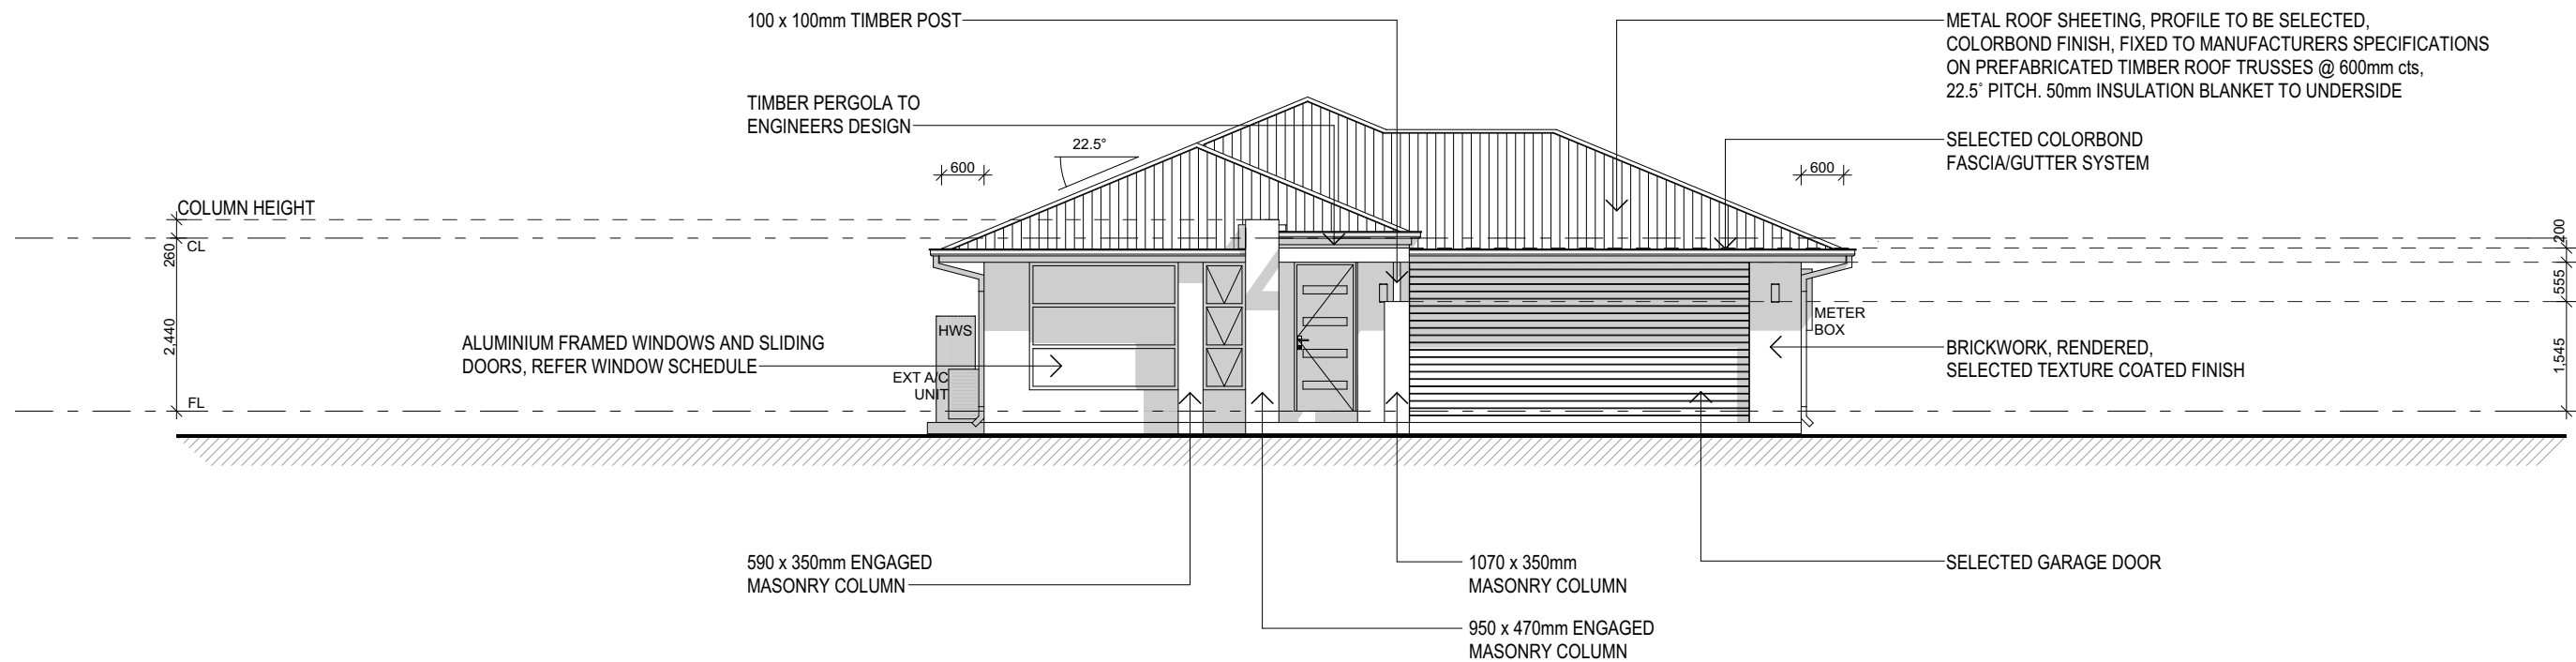 100 x 100mm TIMBER POST
METAL ROOF SHEETING, PROFILE TO BE SELECTED,
COLORBOND FINISH, FIXED TO MANUFACTURERS SPECIFICATIONS
ON PREFABRICATED TIMBER ROOF TRUSSES @ 600mm cts,
22.5° PITCH. 50mm INSULATION BLANKET TO UNDERSIDE
TIMBER PERGOLA TO
ENGINEERS DESIGN
22.5°
SELECTED COLORBOND
FASCIA/GUTTER SYSTEM
600
600
COLUMN HEIGHT
CL
260
2,440
FL
200
555
1,545
HWS
EXT A/C
UNIT
METER
BOX
ALUMINIUM FRAMED WINDOWS AND SLIDING
DOORS, REFER WINDOW SCHEDULE
BRICKWORK, RENDERED,
SELECTED TEXTURE COATED FINISH
590 x 350mm ENGAGED
MASONRY COLUMN
1070 x 350mm
MASONRY COLUMN
SELECTED GARAGE DOOR
950 x 470mm ENGAGED
MASONRY COLUMN